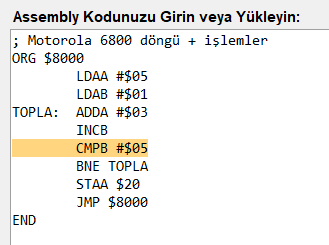 Assembly Kodunuzu Girin veya Yükleyin:
; Motorola 6800 döngü + işlemler
ORG $8000
LDAA #$05
LDAB #$01
TOPLA: ADDA #$03
INCB
CMPB #$05
BNE TOPLA
STAA $20
JMP $8000
END